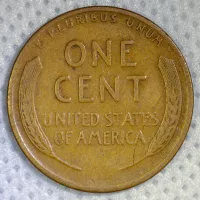 E PLURIBUS UNUM
ONE
CENT
UNITED STATES
OF AMERICA